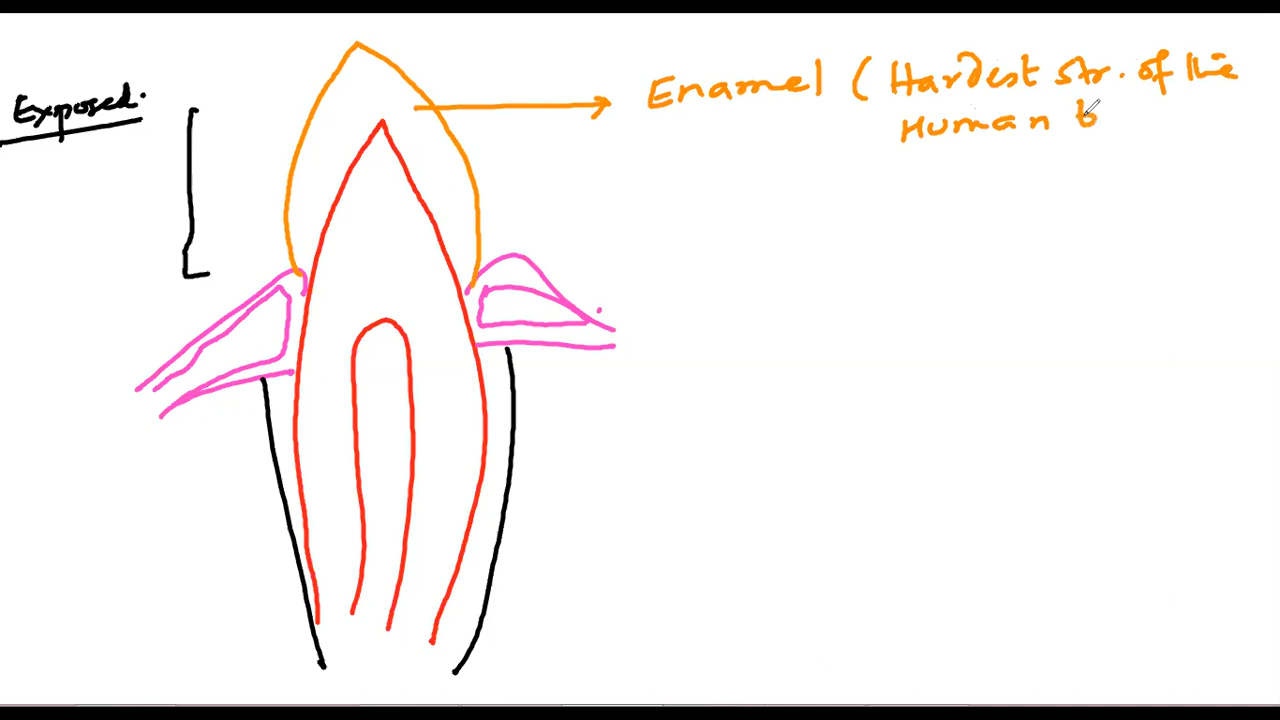 Exposed.
Enamel ( Hardest str. of the
Human b